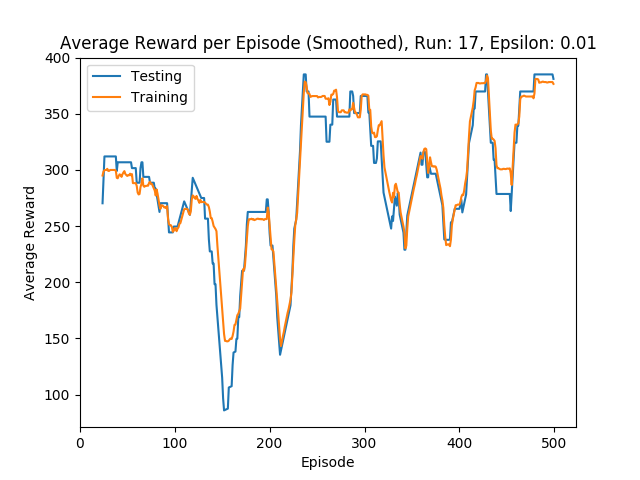 Average Reward per Episode (Smoothed), Run: 17, Epsilon: 0.01
Testing
Training
Average Reward
400
350
300
250
200
150
100
0 100 200 300 400 500
Episode